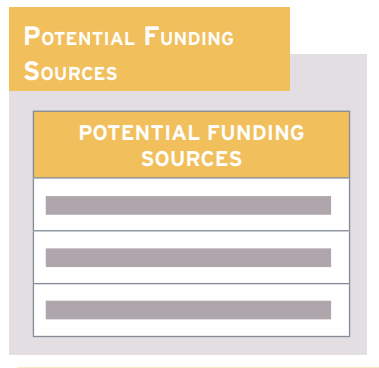 Potential Funding
Sources
POTENTIAL FUNDING
SOURCES